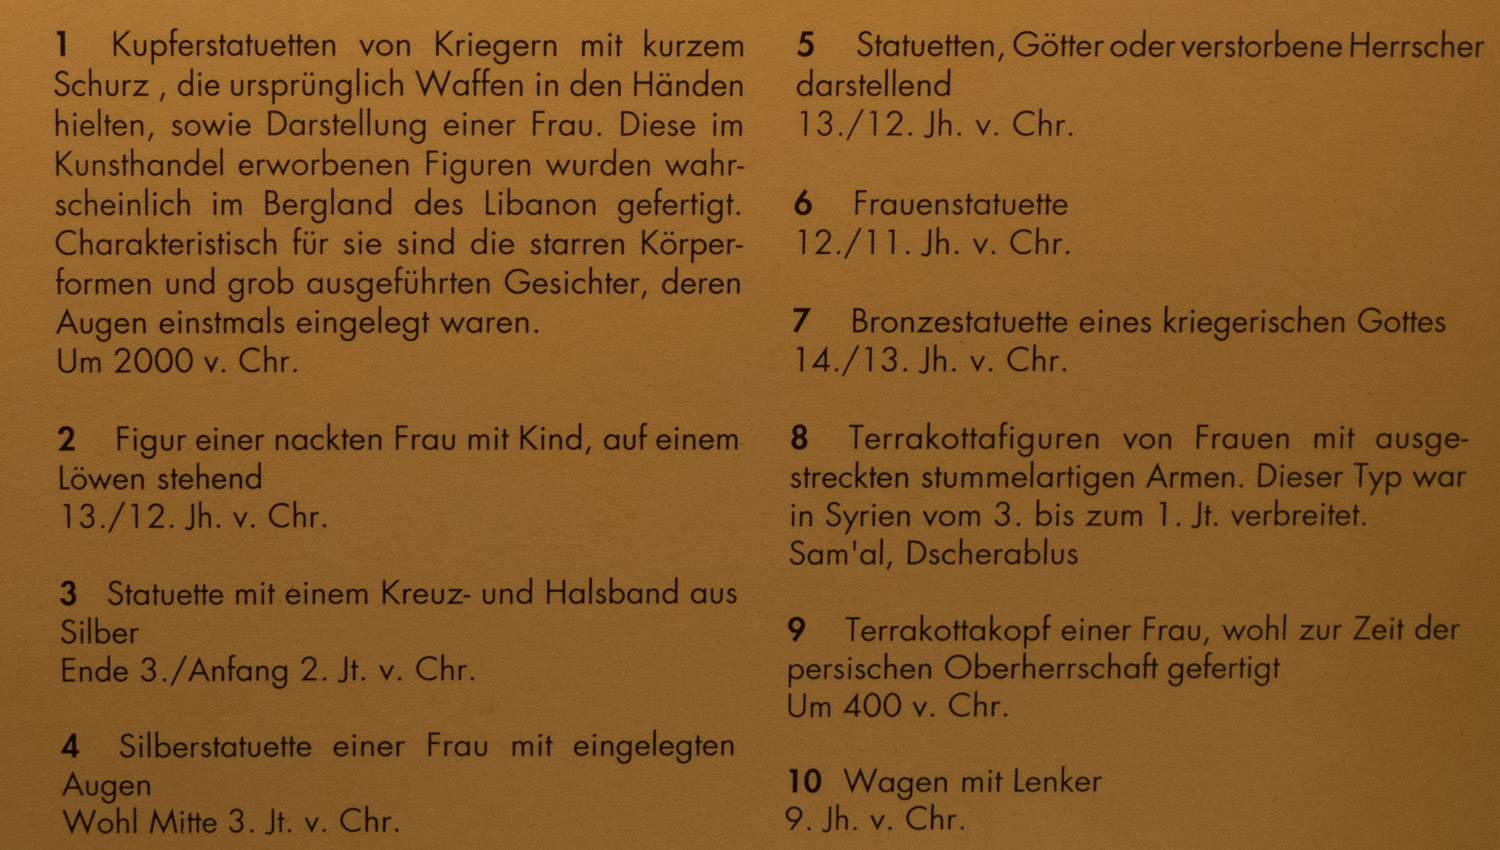 1 Kupferstatuetten von Kriegern mit kurzem
Schurz , die ursprünglich Waffen in den Händen
hielten, sowie Darstellung einer Frau. Diese im
Kunsthandel erworbenen Figuren wurden wahr-
scheinlich im Bergland des Libanon gefertigt.
Charakteristisch für sie sind die starren Körper-
formen und grob ausgeführten Gesichter, deren
Augen einstmals eingelegt waren.
Um 2000 v. Chr.
2 Figur einer nackten Frau mit Kind, auf einem
Löwen stehend
13./12. Jh. v. Chr.
3 Statuette mit einem Kreuz- und Halsband aus
Silber
Ende 3./Anfang 2. Jt. v. Chr.
4 Silberstatuette einer Frau mit eingelegten
Augen
Wohl Mitte 3. Jt. v. Chr.
5 Statuetten, Götter oder verstorbene Herrscher
darstellend
13./12. Jh. v. Chr.
6 Frauenstatuette
12./11. Jh. v. Chr.
7 Bronzestatuette eines kriegerischen Gottes
14./13. Jh. v. Chr.
8 Terrakottafiguren von Frauen mit ausge-
streckten stummelartigen Armen. Dieser Typ war
in Syrien vom 3. bis zum 1. Jt. verbreitet.
Sam'al, Dscherablus
9 Terrakottakopf einer Frau, wohl zur Zeit der
persischen Oberherrschaft gefertigt
Um 400 v. Chr.
10 Wagen mit Lenker
9. Jh. v. Chr.